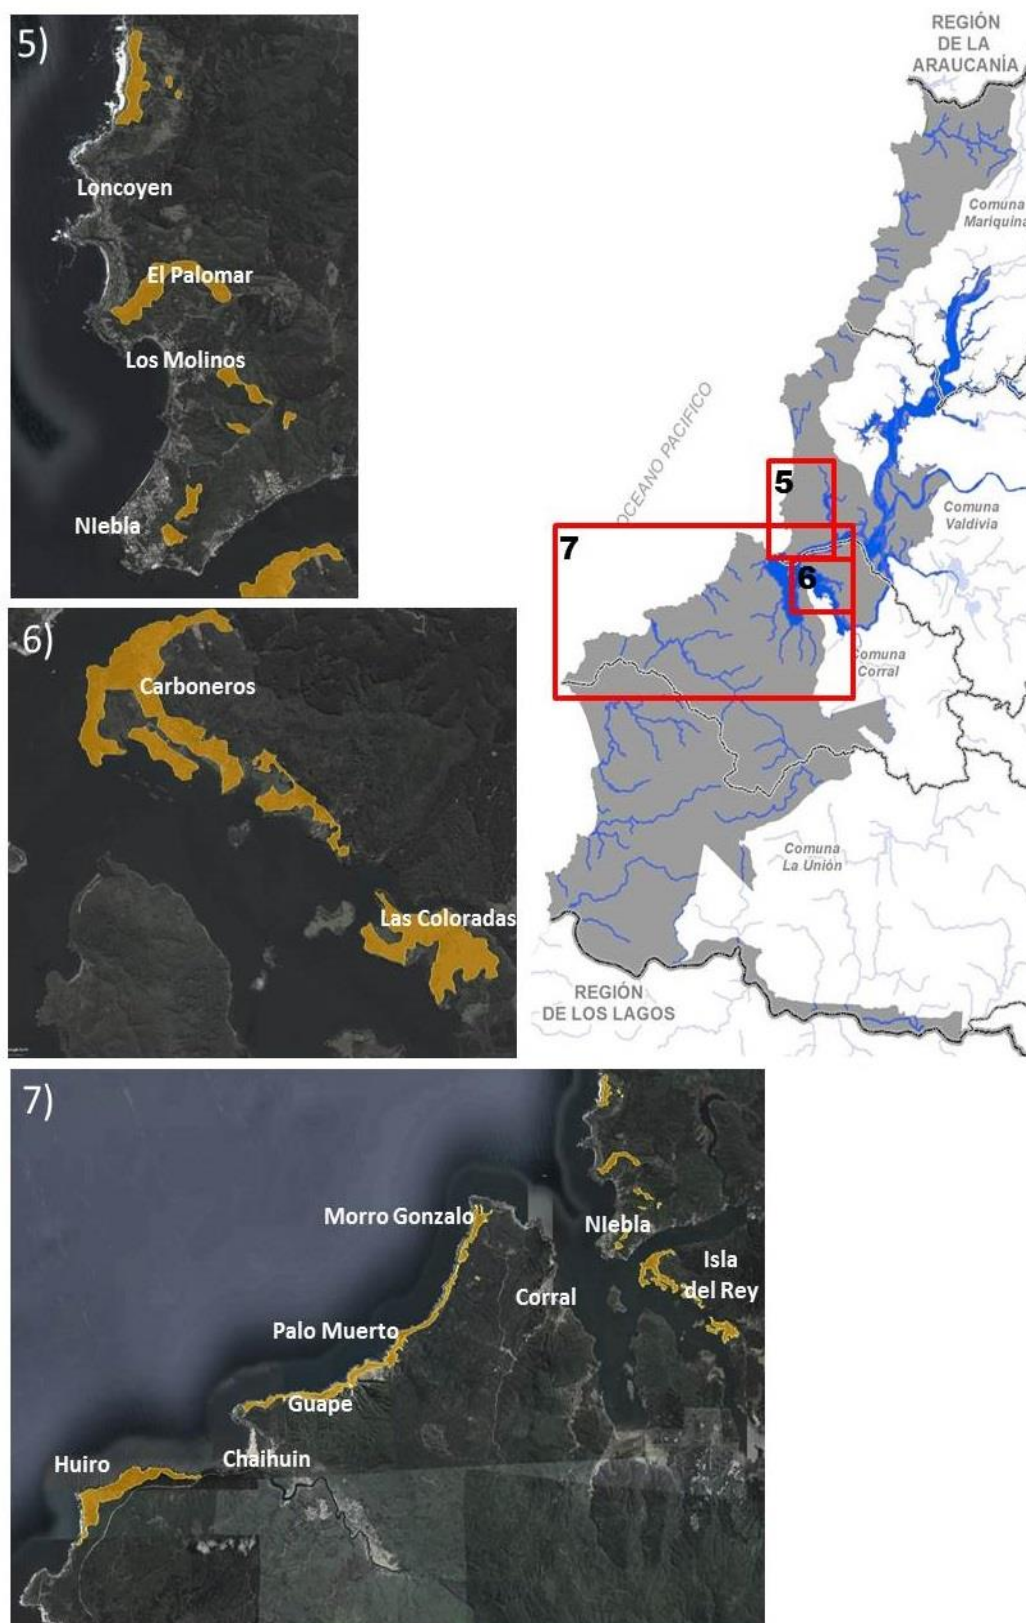 5)
Loncoyen
El Palomar
Los Molinos
NIebla
REGIÓN
DE LA
ARAUCANÍA
Comuna
Mariquina
OCEANO PACIFICO
5
Comuna
Valdivia
7
6
Comuna
Corral
Comuna
La Unión
REGIÓN
DE LOS LAGOS
6)
Carboneros
Las Coloradas
7)
Morro Gonzalo
NIebla
Isla
del Rey
Corral
Palo Muerto
Guape
Chaihuin
Huiro